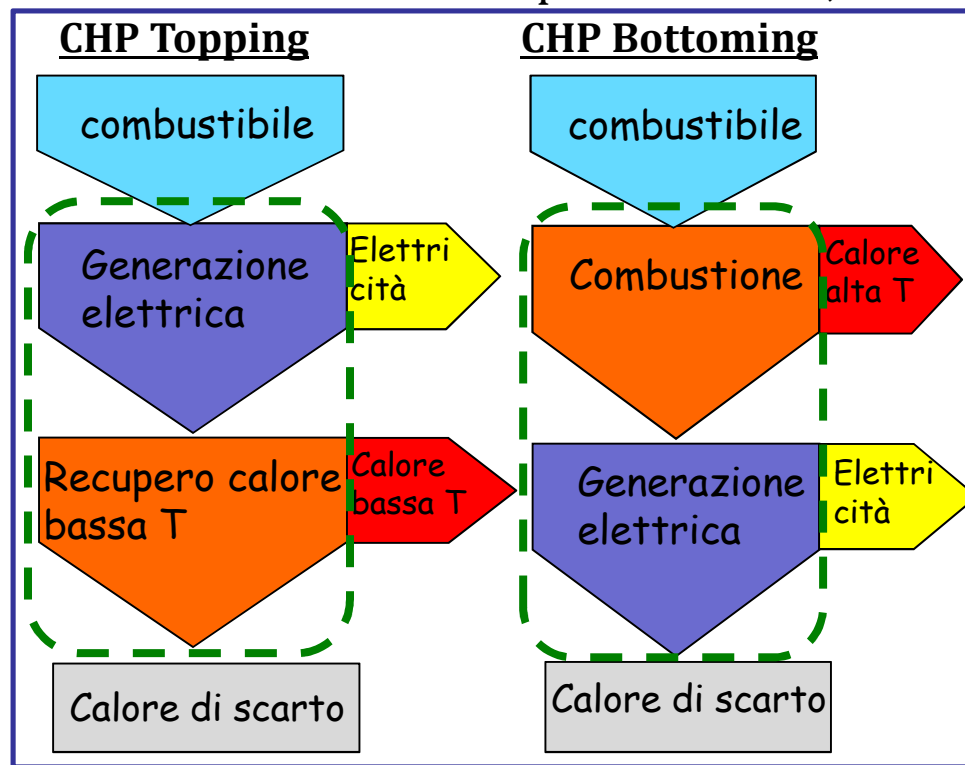 CHP Topping
combustibile
Generazione
elettrica
Elettri
cità
Recupero calore
bassa T
Calore
bassa T
Calore di scarto
CHP Bottoming
combustibile
Combustione
Calore
alta T
Generazione
elettrica
Elettri
cità
Calore di scarto